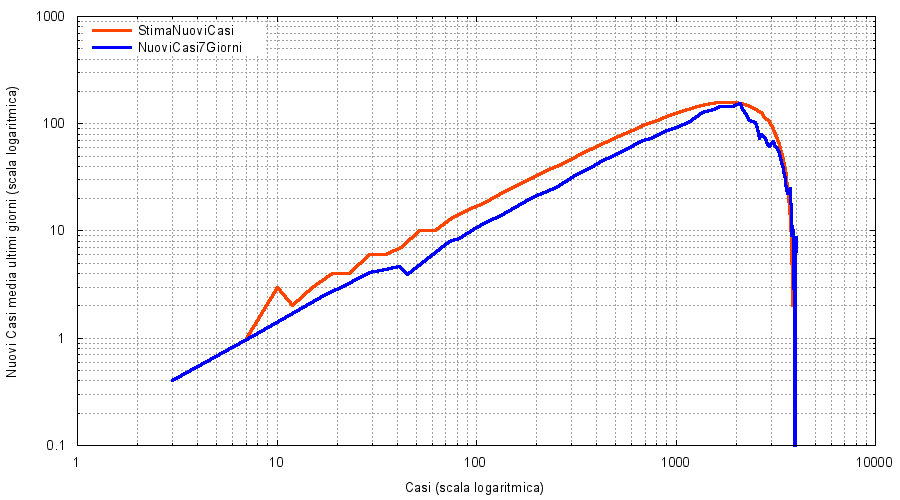 1000
StimaNuoviCasi
NuoviCasi7Giorni
100
10
1
0.1
Nuovi Casi media ultimi giorni (scala logaritmica)
1 10 100 1000 10000
Casi (scala logaritmica)